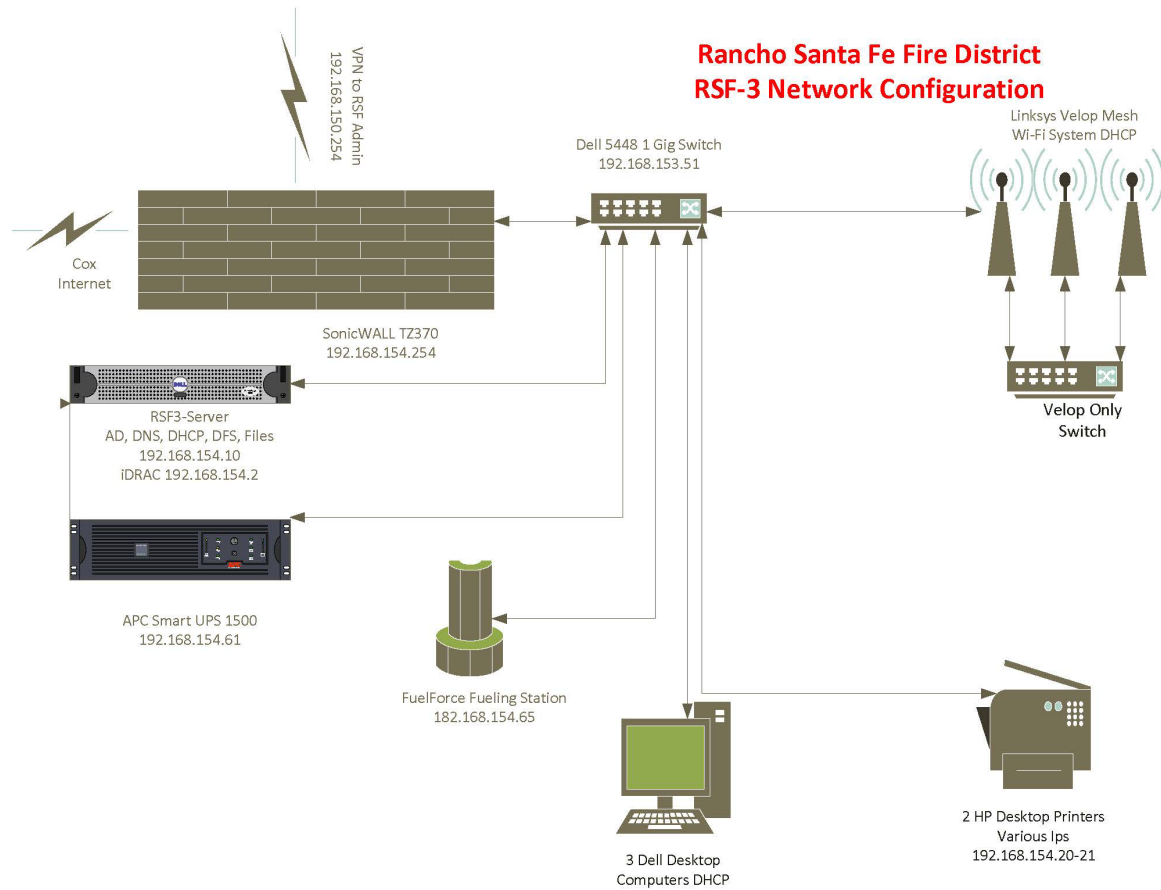 Rancho Santa Fe Fire District
RSF-3 Network Configuration
VPN to RSF Admin
192.168.150.254
Linksys Velop Mesh
Wi-Fi System DHCP
Dell 5448 1 Gig Switch
192.168.153.51
Cox
Internet
SonicWALL TZ370
192.168.154.254
DELL
RSF3-Server
AD, DNS, DHCP, DFS, Files
192.168.154.10
iDRAC 192.168.154.2
Velop Only
Switch
APC Smart UPS 1500
192.168.154.61
FuelForce Fueling Station
182.168.154.65
2 HP Desktop Printers
Various Ips
192.168.154.20-21
3 Dell Desktop
Computers DHCP